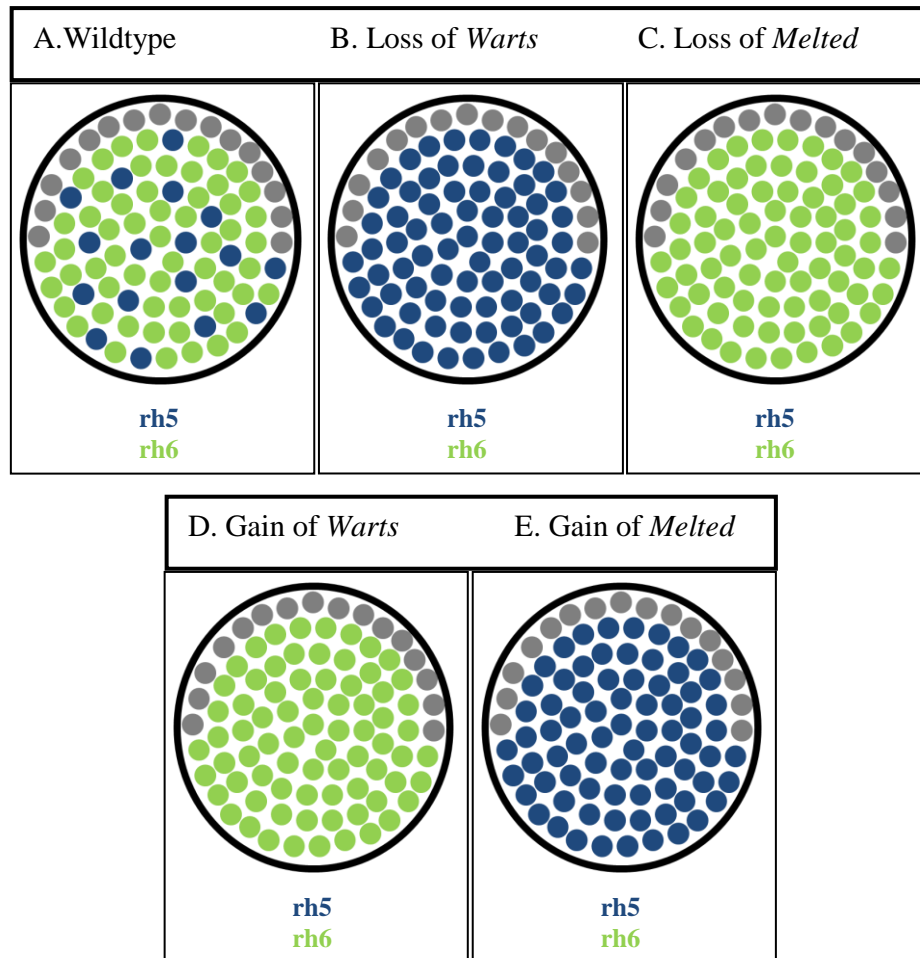 A.Wildtype B. Loss of Warts C. Loss of Melted
rh5 rh5 rh5
rh6 rh6 rh6
D. Gain of Warts E. Gain of Melted
rh5 rh5
rh6 rh6